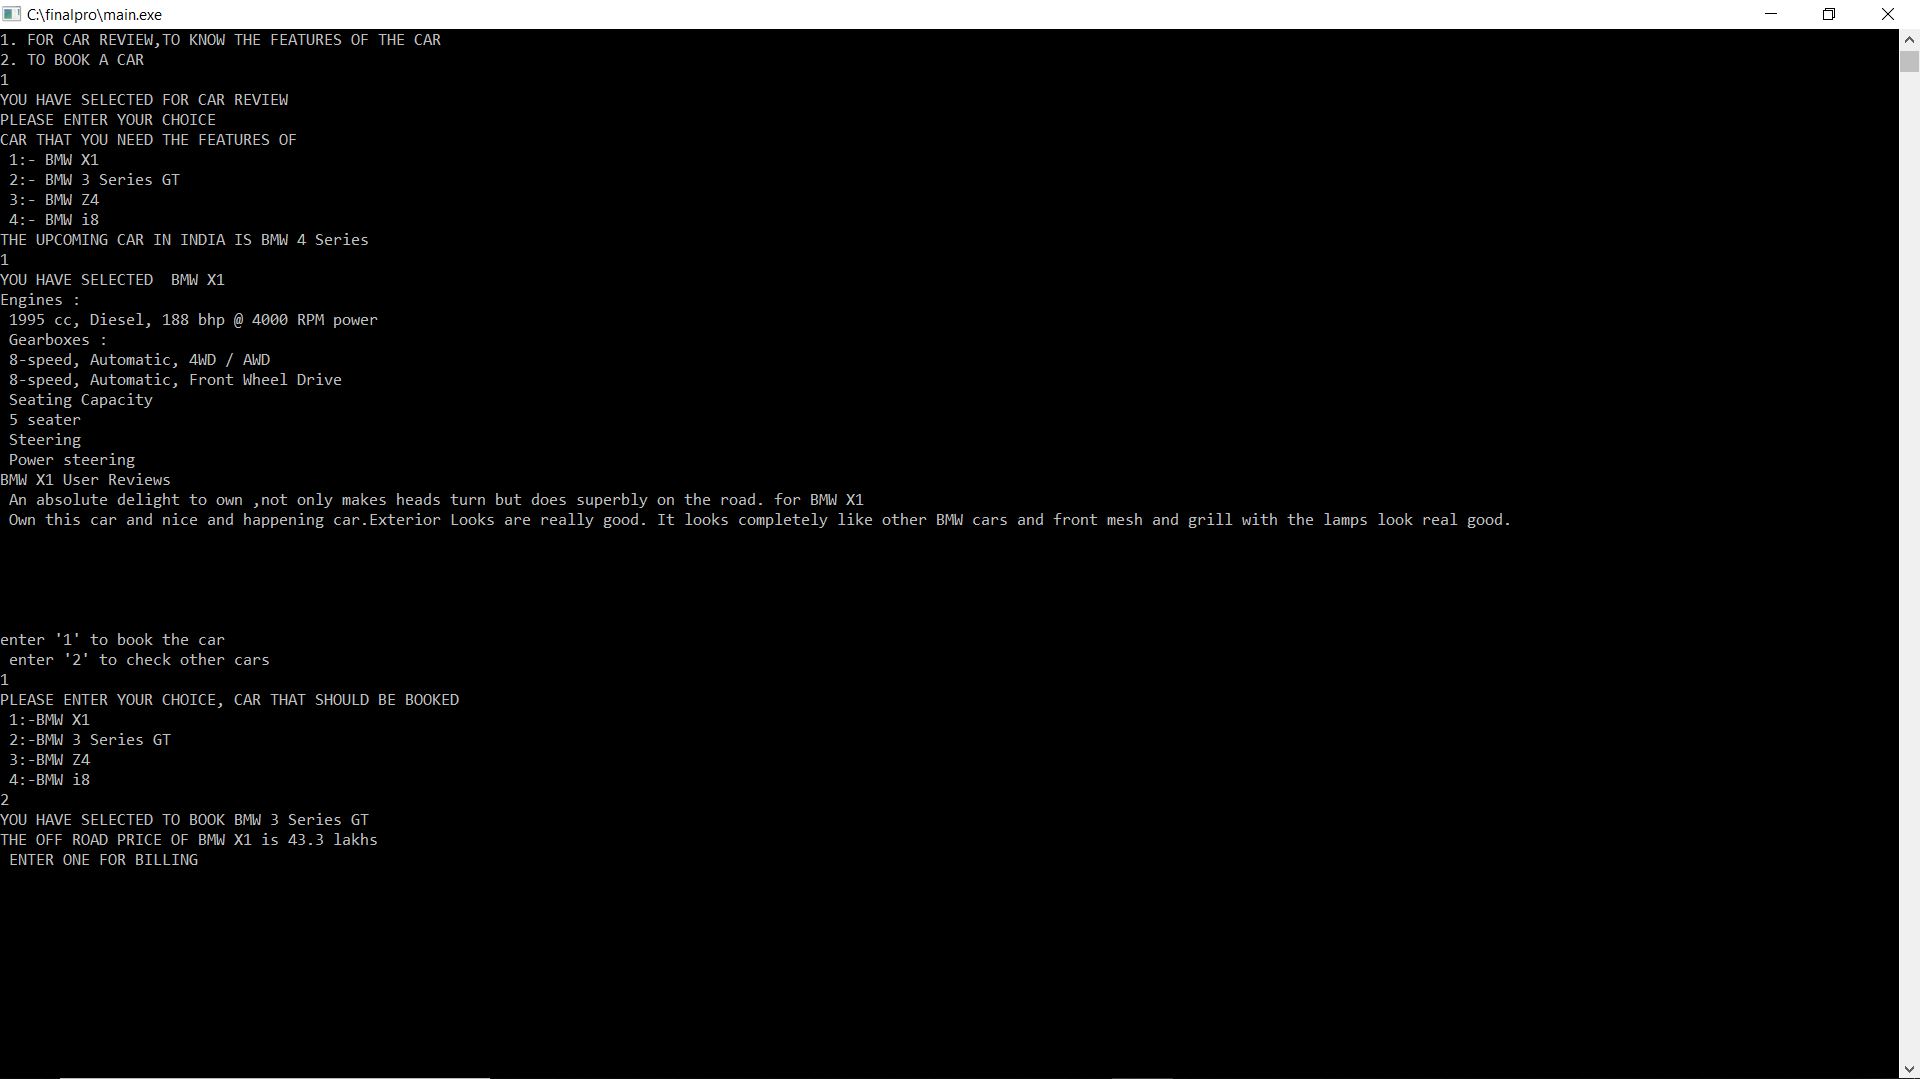 C:\finalpro\main.exe
1. FOR CAR REVIEW,TO KNOW THE FEATURES OF THE CAR
2. TO BOOK A CAR
1
YOU HAVE SELECTED FOR CAR REVIEW
PLEASE ENTER YOUR CHOICE
CAR THAT YOU NEED THE FEATURES OF
1:- BMW X1
2:- BMW 3 Series GT
3:- BMW Z4
4:- BMW i8
THE UPCOMING CAR IN INDIA IS BMW 4 Series
1
YOU HAVE SELECTED  BMW X1
Engines :
1995 cc, Diesel, 188 bhp @ 4000 RPM power
Gearboxes :
8-speed, Automatic, 4WD / AWD
8-speed, Automatic, Front Wheel Drive
Seating Capacity
5 seater
Steering
Power steering
BMW X1 User Reviews
An absolute delight to own ,not only makes heads turn but does superbly on the road. for BMW X1
Own this car and nice and happening car.Exterior Looks are really good. It looks completely like other BMW cars and front mesh and grill with the lamps look real good.
enter '1' to book the car
enter '2' to check other cars
1
PLEASE ENTER YOUR CHOICE, CAR THAT SHOULD BE BOOKED
1:-BMW X1
2:-BMW 3 Series GT
3:-BMW Z4
4:-BMW i8
2
YOU HAVE SELECTED TO BOOK BMW 3 Series GT
THE OFF ROAD PRICE OF BMW X1 is 43.3 lakhs
ENTER ONE FOR BILLING